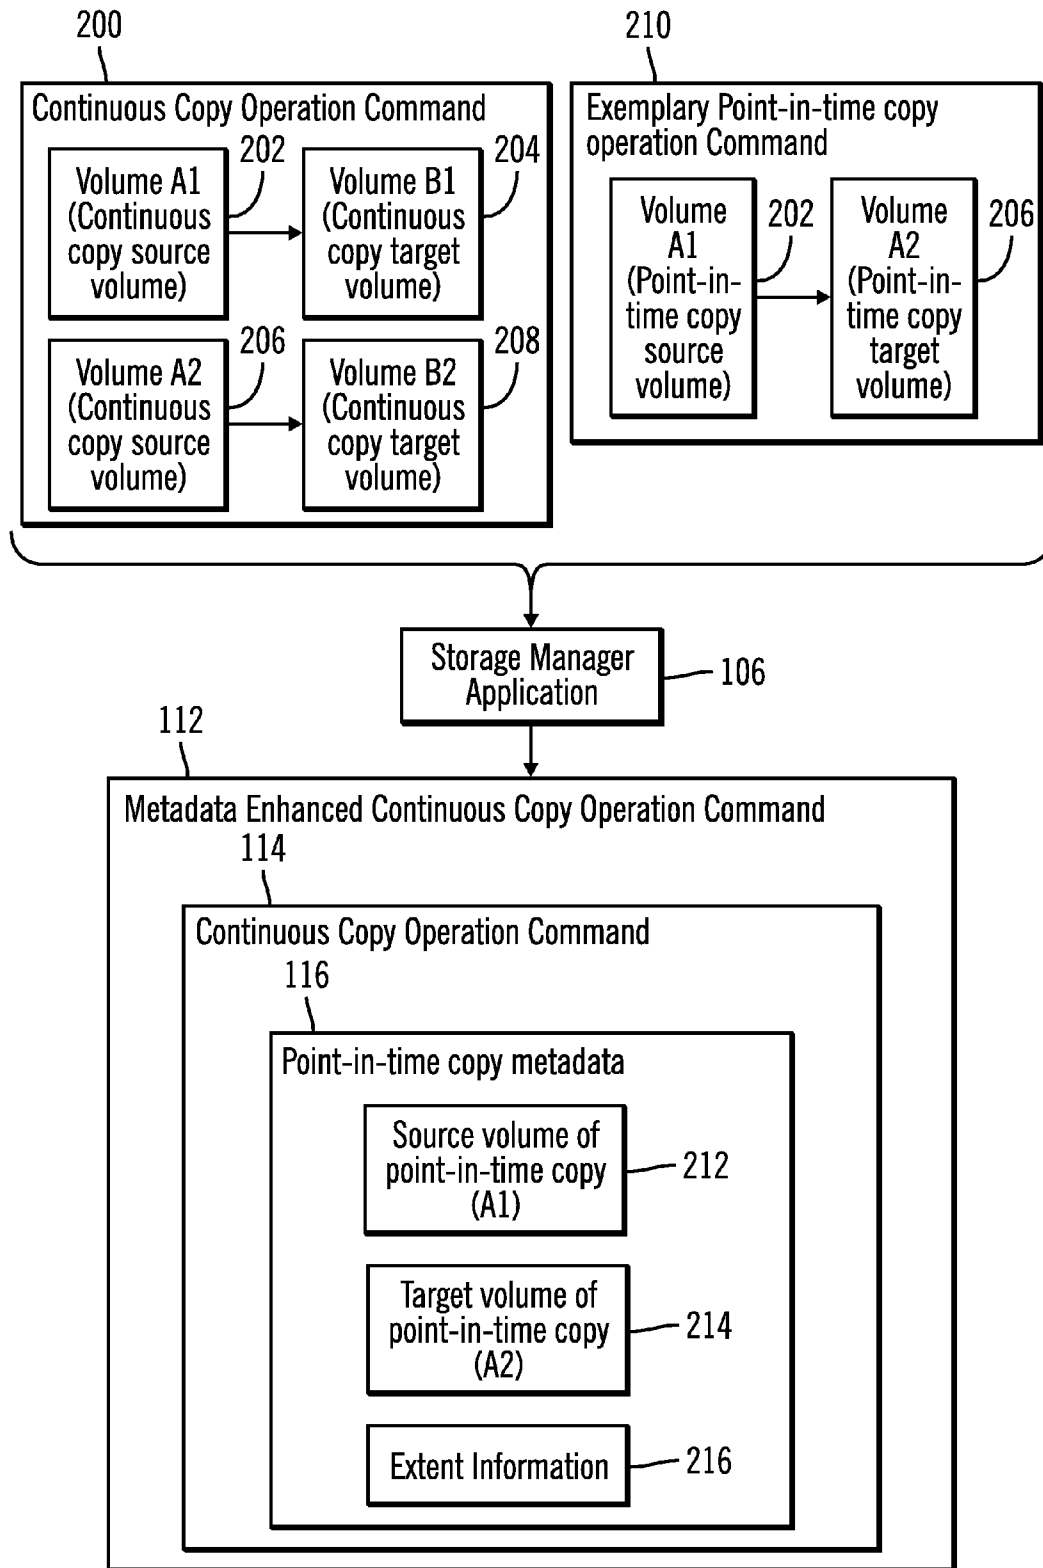 200
210
Continuous Copy Operation Command
Volume A1
(Continuous
copy source
volume)
202
Volume B1
(Continuous
copy target
volume)
204
Volume A2
(Continuous
copy source
volume)
206
Volume B2
(Continuous
copy target
volume)
208
Exemplary Point-in-time copy
operation Command
Volume
A1
(Point-in-
time copy
source
volume)
202
Volume
A2
(Point-in-
time copy
target
volume)
206
Storage Manager
Application
106
112
Metadata Enhanced Continuous Copy Operation Command
114
Continuous Copy Operation Command
116
Point-in-time copy metadata
Source volume of
point-in-time copy
(A1)
212
Target volume of
point-in-time copy
(A2)
214
Extent Information
216